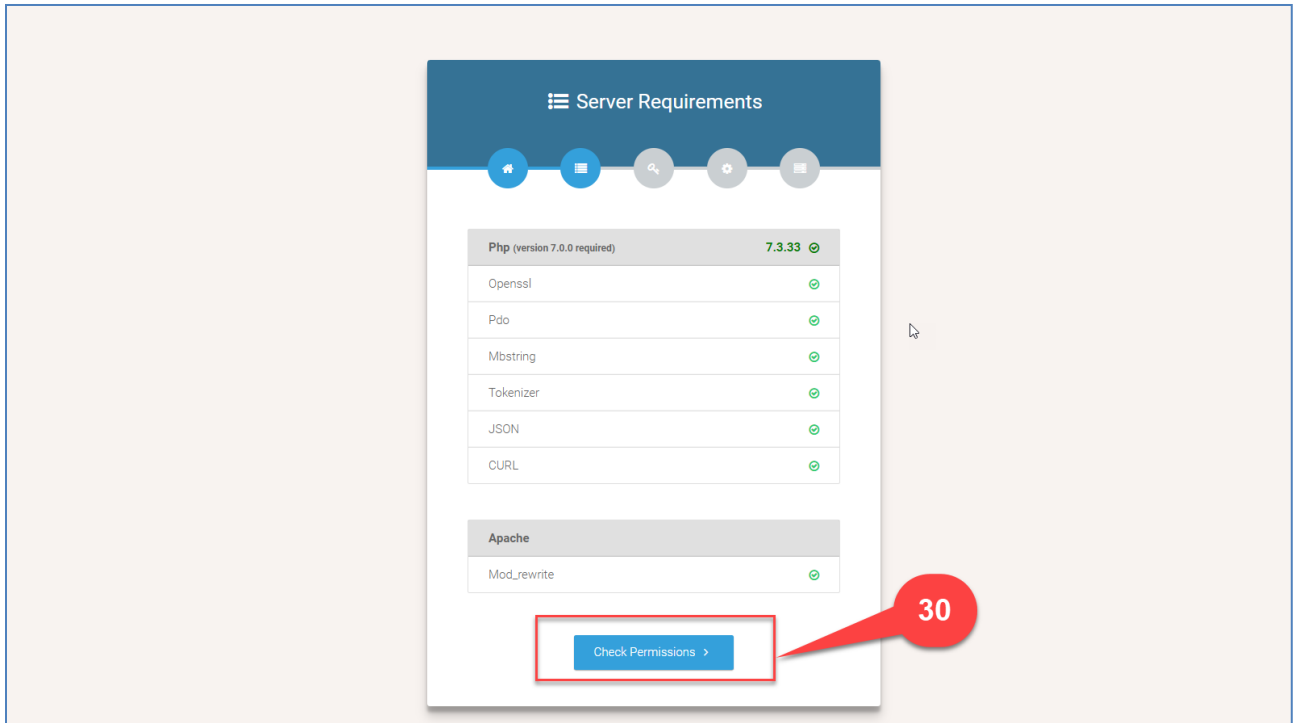 Server Requirements
Php (version 7.0.0 required) 7.3.33
Openssl
Pdo
Mbstring
Tokenizer
JSON
CURL
Apache
Mod_rewrite
30
Check Permissions